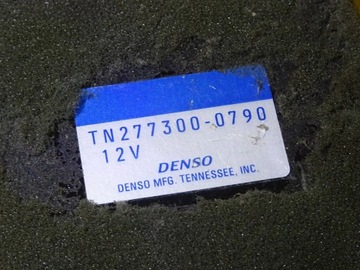 TN277300-0790
12V
DENSO
DENSO MFG. TENNESSEE, INC.